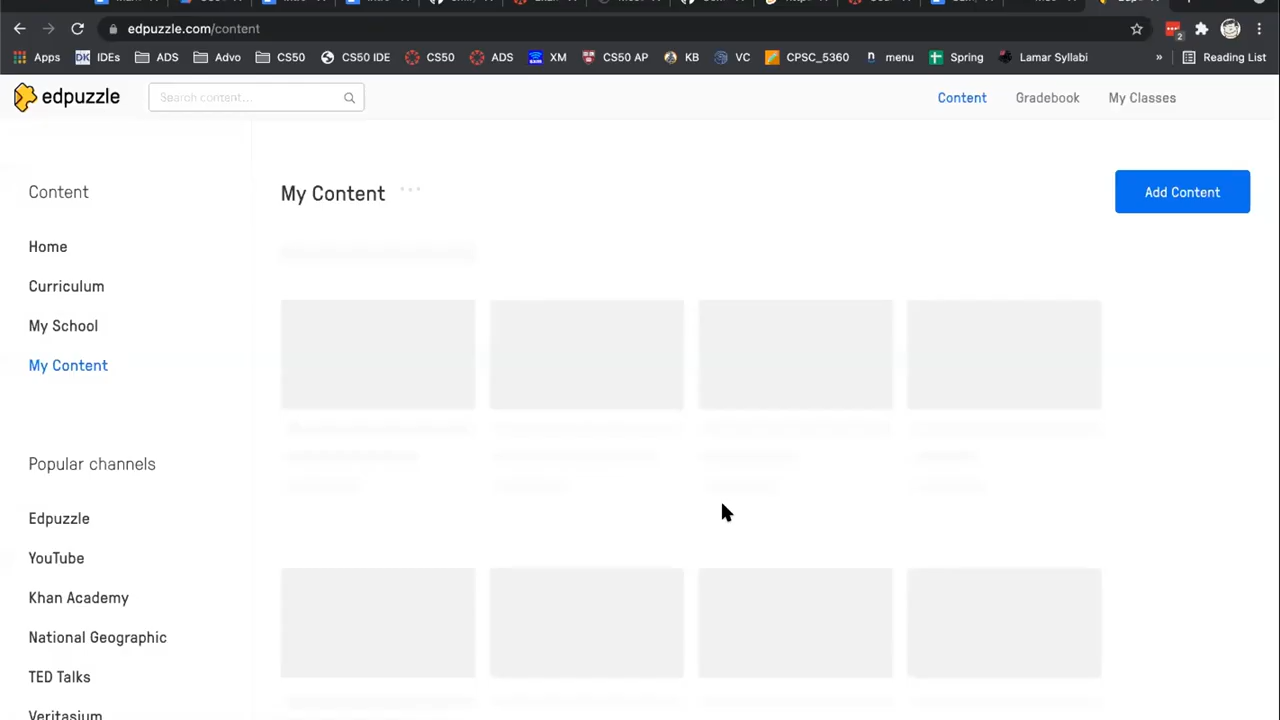 edpuzzle.com/content
2
Apps DK IDEs ADS Advo CS50 CS50 IDE CS50 ADS XM CS50 AP KB VC CPSC_5360 n menu Spring Lamar Syllabi » Reading List
edpuzzle Search content... Content Gradebook My Classes
Content
My Content ... Add Content
Home
Curriculum
My School
My Content
Popular channels
Edpuzzle
YouTube
Khan Academy
National Geographic
TED Talks
Veritasium